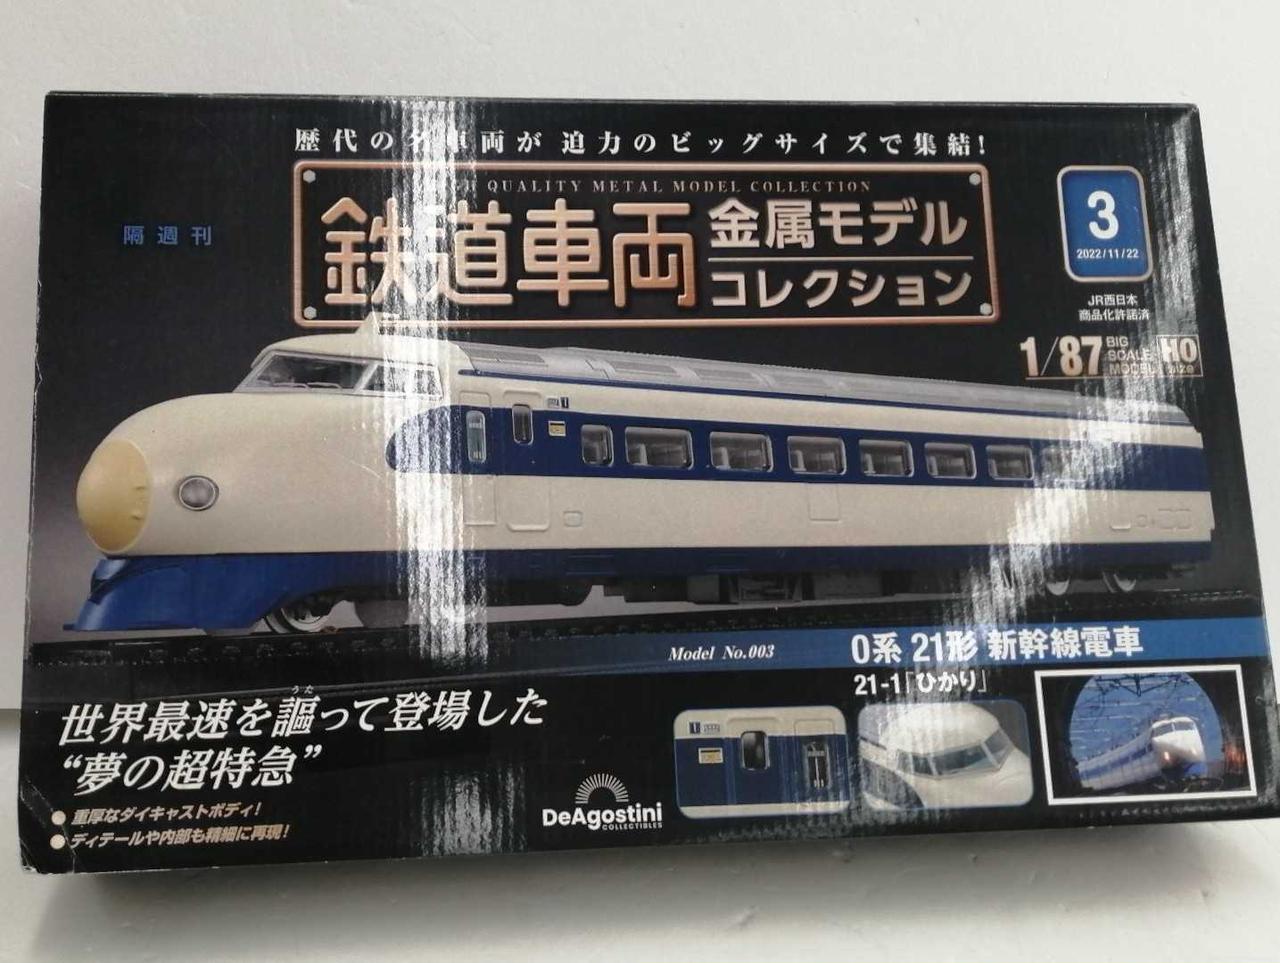 歴代の名車両が 迫力のビッグサイズで集結!
QUALITY METAL MODEL COLLECTION
隔週刊
鉄道車両
金属モデル
コレクション
3
2022/11/22
JR西日本
商品化許諾済
1/87
BIG
SCALE
MODEL
HO
size
Model No.003
0系 21形 新幹線電車
21-1「ひかり」
うた
世界最速を謳って登場した
“夢の超特急”
● 重厚なダイキャストボディ!
● ディテールや内部も精細に再現!
DeAgostini
COLLECTIBLES